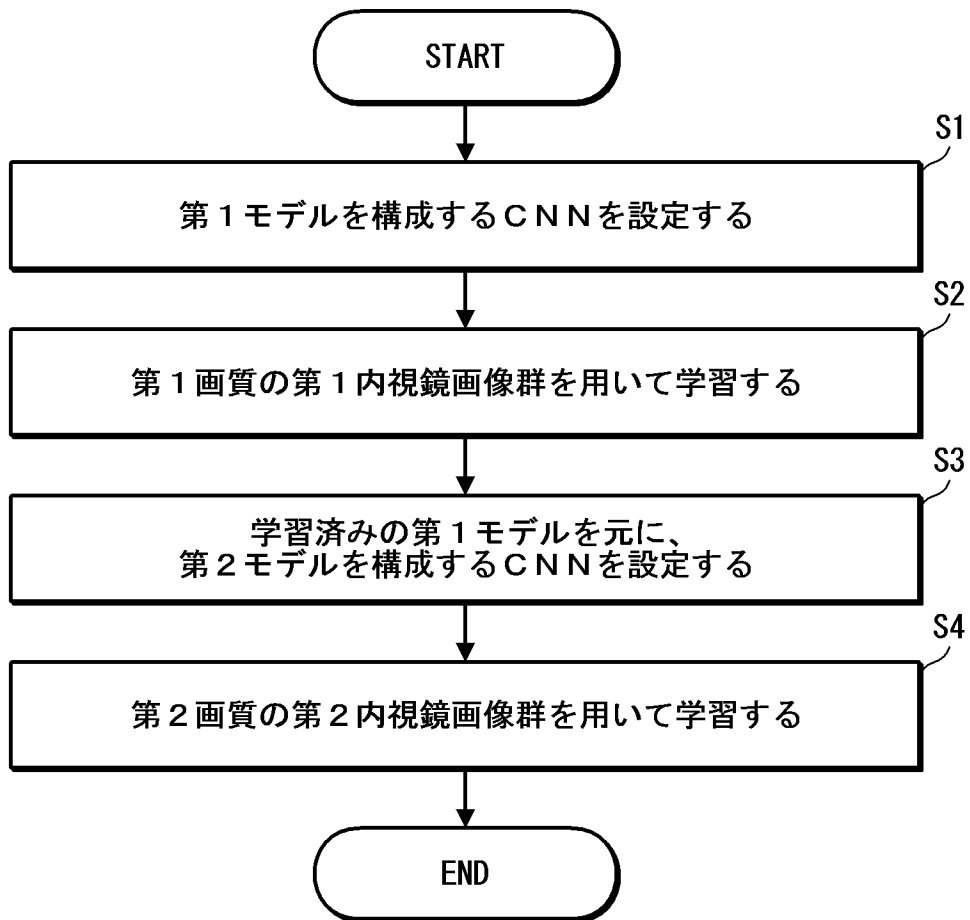 START
S1
第１モデルを構成するＣＮＮを設定する
S2
第１画質の第１内視鏡画像群を用いて学習する
S3
学習済みの第１モデルを元に、
第２モデルを構成するＣＮＮを設定する
S4
第２画質の第２内視鏡画像群を用いて学習する
END